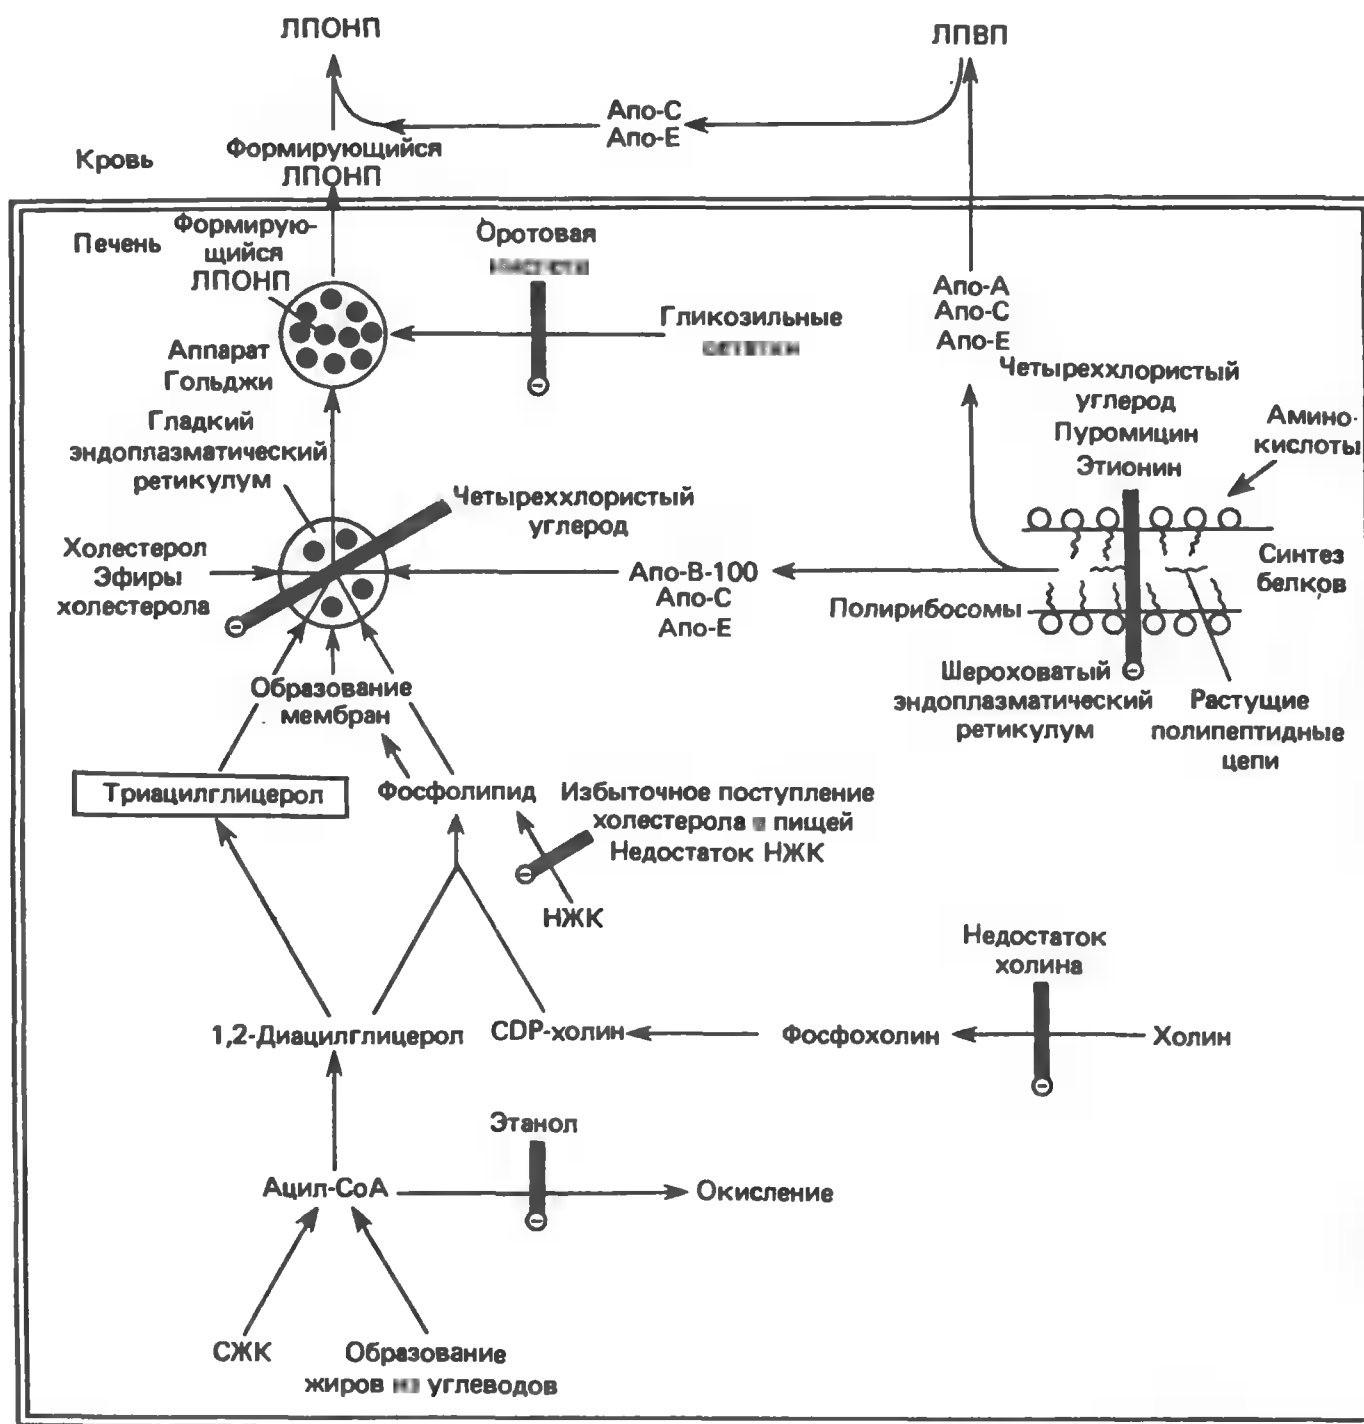 ЛПОНП
ЛПВП
Апо-С
Апо-Е
Кровь
Формирующийся
ЛПОНП
Печень
Формирую-
щийся
ЛПОНП
Оротовая
Гликозильные
Аппарат
Гольджи
Апо-А
Апо-С
Апо-Е
Четыреххлористый
углерод
Пуромицин
Этионин
Амино-
кислоты
Гладкий
эндоплазматический
ретикулум
Четыреххлористый
углерод
Холестерол
Эфиры
холестерола
Апо-В-100
Апо-С
Апо-Е
Синтез
белков
Полирибосомы
Шероховатый
эндоплазматический
ретикулум
Растущие
полипептидные
цепи
Образование
мембран
Триацилглицерол
Фосфолипид
Избыточное поступление
холестерола пищей
Недостаток НЖК
НЖК
Недостаток
холина
1,2-Диацилглицерол
CDP-холин
Фосфохолин
Холин
Этанол
Ацил-СоА
Окисление
СЖК
Образование
жиров из углеводов